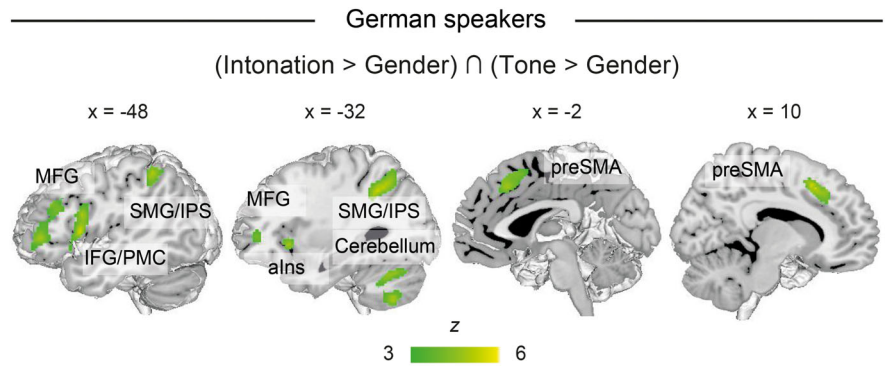 German speakers
(Intonation > Gender) ∩ (Tone > Gender)
x = -48
x = -32
x = -2
x = 10
MFG
SMG/IPS
IFG/PMC
MFG
SMG/IPS
Cerebellum
aIns
preSMA
preSMA
z
3
6